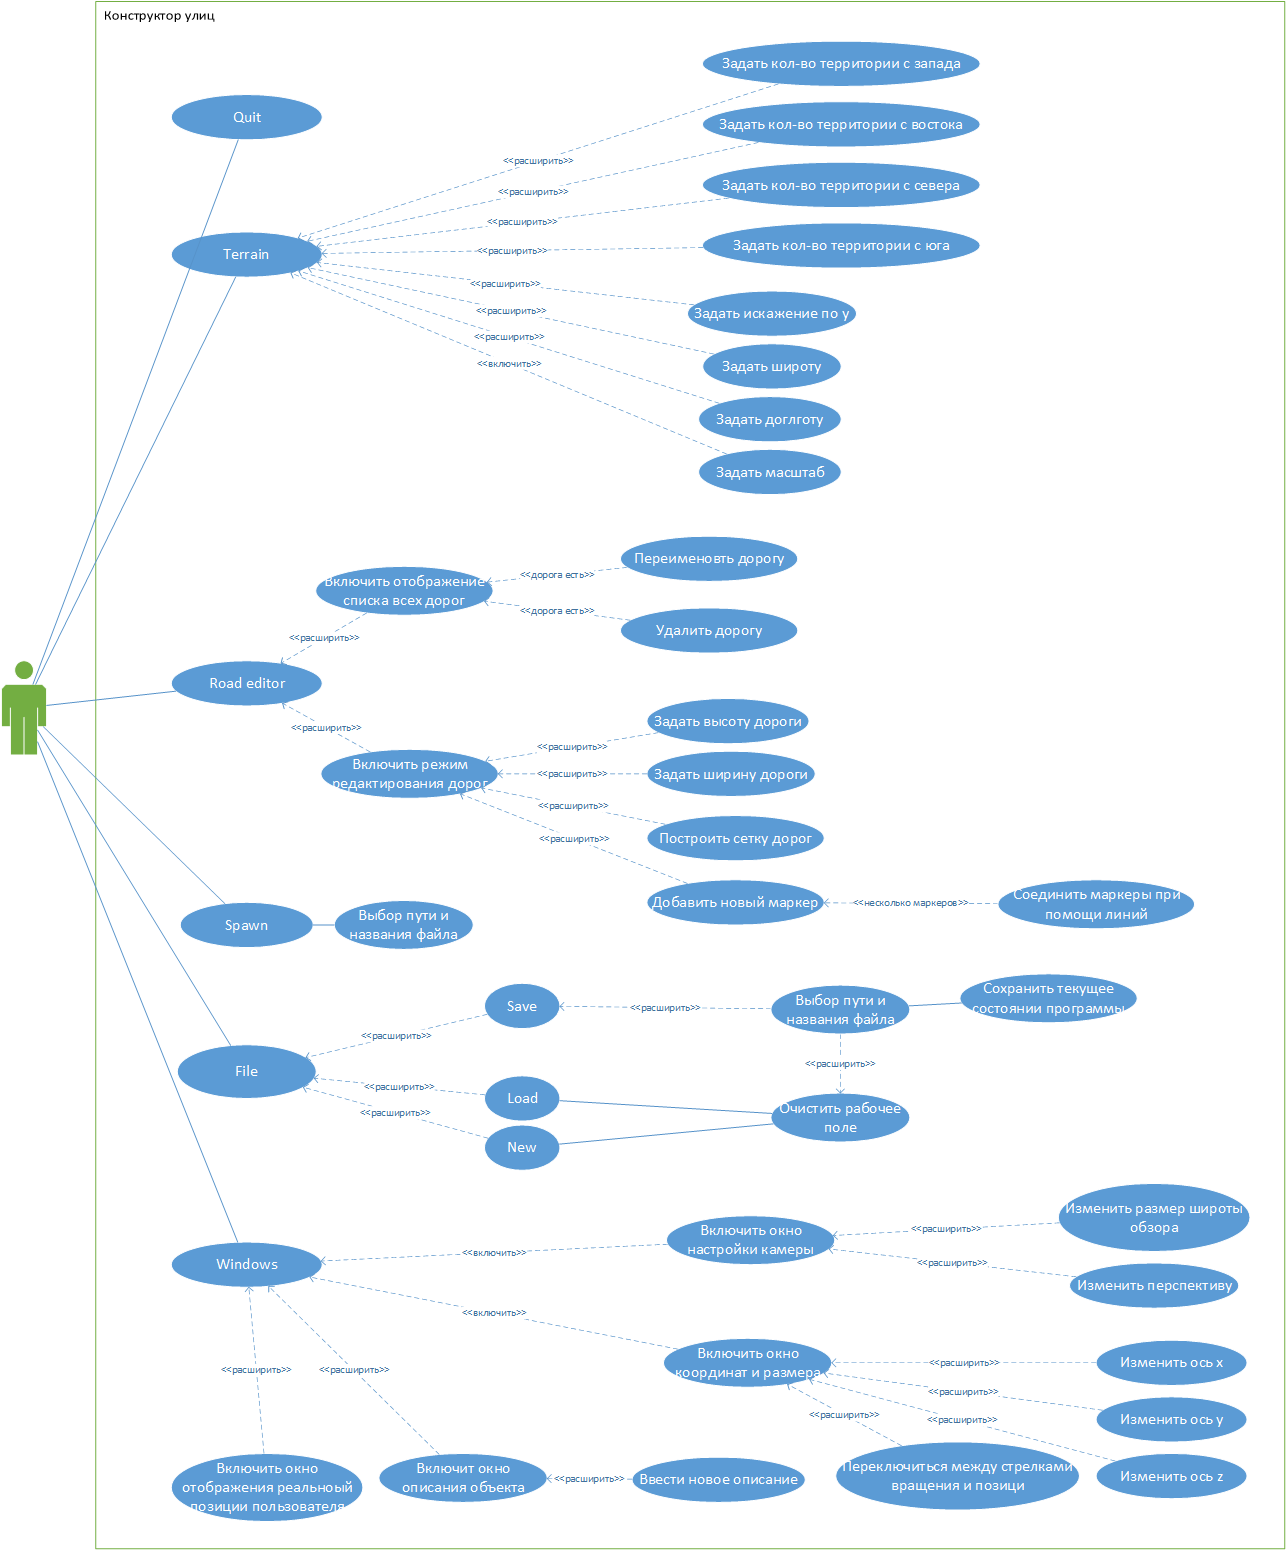 Конструктор улиц
Quit
Terrain
Задать кол-во территории с запада
Задать кол-во территории с востока
Задать кол-во территории с севера
Задать кол-во территории с юга
Задать искажение по y
Задать широту
Задать доглготу
Задать масштаб
<<расширить>>
<<расширить>>
<<расширить>>
<<расширить>>
<<расширить>>
<<расширить>>
<<расширить>>
<<включить>>
Road editor
<<расширить>>
Включить отображение
списка всех дорог
<<дорога есть>>
Переименовть дорогу
<<дорога есть>>
Удалить дорогу
<<расширить>>
Включить режим
редактирования дорог
<<расширить>>
Задать высоту дороги
<<расширить>>
Задать ширину дороги
<<расширить>>
Построить сетку дорог
<<расширить>>
Добавить новый маркер
<<несколько маркеров>>
Соединить маркеры при
помощи линий
Spawn
Выбор пути и
названия файла
File
<<расширить>>
Save
<<расширить>>
Выбор пути и
названия файла
Сохранить текущее
состоянии программы
<<расширить>>
<<расширить>>
Load
<<расширить>>
New
Очистить рабочее
поле
Windows
<<включить>>
Включить окно
настройки камеры
<<расширить>>
Изменить размер широты
обзора
<<расширить>>
Изменить перспективу
<<включить>>
Включить окно
координат и размера
<<расширить>>
Изменить ось x
<<расширить>>
Изменить ось y
<<расширить>>
Изменить ось z
<<расширить>>
Переключиться между стрелками
вращения и позици
<<расширить>>
Включить окно
отображения реальноый
позиции пользователя
<<расширить>>
Включит окно
описания объекта
<<расширить>>
Ввести новое описание